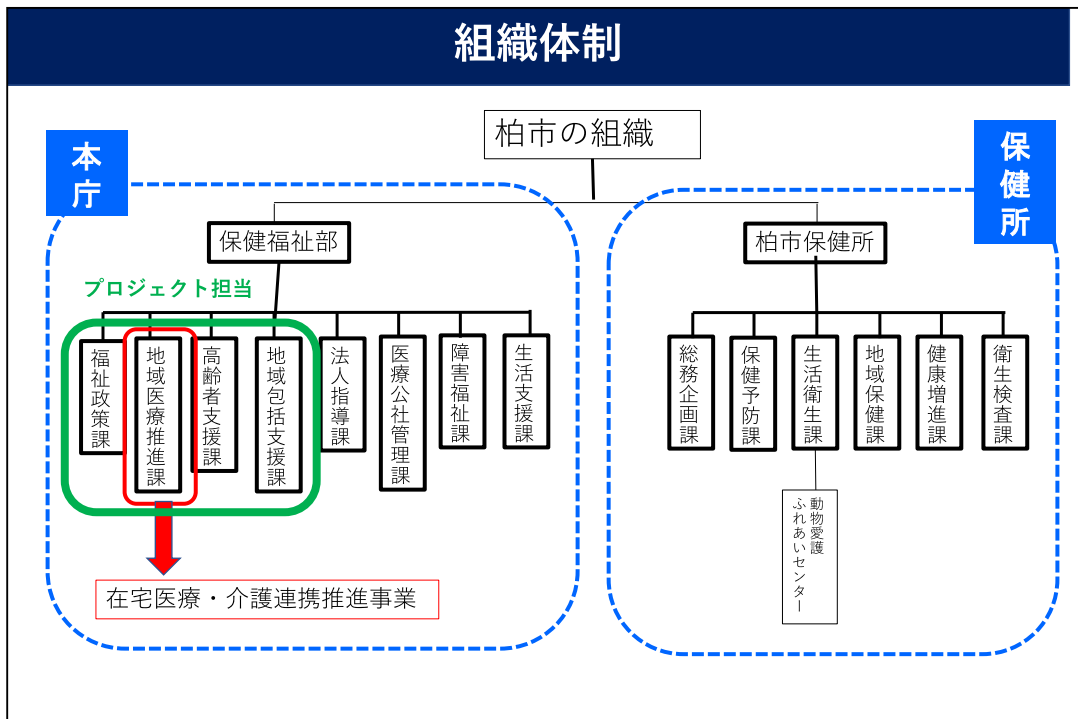 組織体制
柏市の組織
本庁
保健所
保健福祉部
柏市保健所
プロジェクト担当
福祉政策課
地域医療推進課
高齢者支援課
地域包括支援課
法人指導課
医療公社管理課
障害福祉課
生活支援課
総務企画課
保健予防課
生活衛生課
地域保健課
健康増進課
衛生検査課
動物愛護
ふれあいセンター
在宅医療・介護連携推進事業